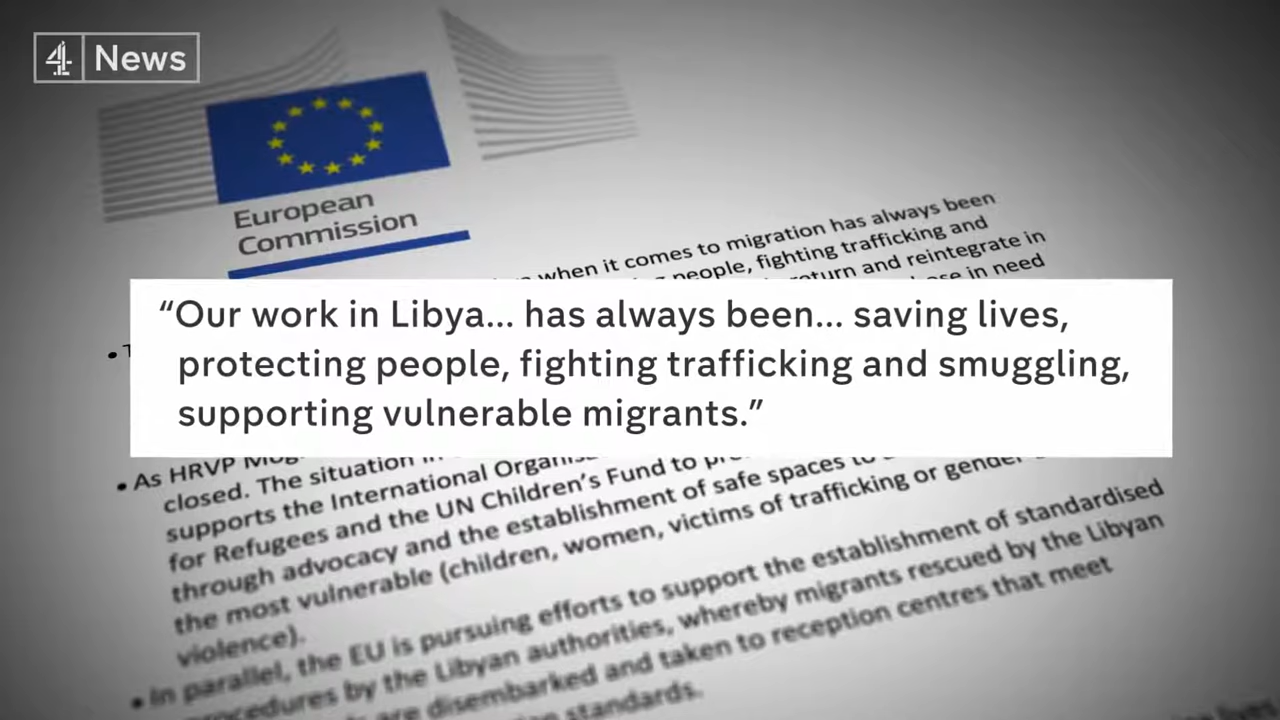 4 News
European
Commission
when it comes to migration has always been
people, fighting trafficking and
return and reintegrate in
in need
“Our work in Libya... has always been... saving lives,
protecting people, fighting trafficking and smuggling,
supporting vulnerable migrants.”
• As HRVP
closed. The situation
supports the International
for Refugees and the UN Children’s Fund to
through advocacy and the establishment of safe spaces to
the most vulnerable (children, women, victims of trafficking or gender
violence).
• In parallel, the EU is pursuing efforts to support the establishment of standardised
procedures by the Libyan authorities, whereby migrants rescued by the Libyan
are disembarked and taken to reception centres that meet
standards.